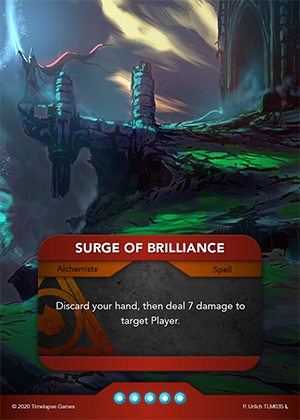 SURGE OF BRILLIANCE
Alchemists Spell
Discard your hand, then deal 7 damage to
target Player.
© 2020 Timelapse Games P. Urlich TLM035 L